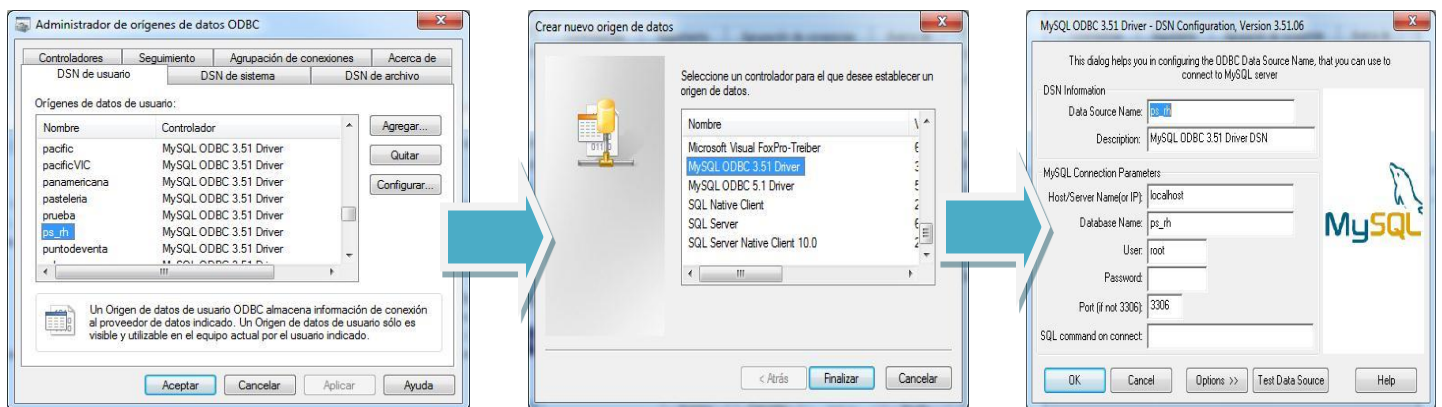 Administrador de orígenes de datos ODBC
Controladores Seguimiento Agrupación de conexiones Acerca de
DSN de usuario DSN de sistema DSN de archivo
Orígenes de datos de usuario:
Nombre Controlador
pacific MySQL ODBC 3.51 Driver
pacificVIC MySQL ODBC 3.51 Driver
panamericana MySQL ODBC 3.51 Driver
pasteleria MySQL ODBC 3.51 Driver
prueba MySQL ODBC 3.51 Driver
ps_rh MySQL ODBC 3.51 Driver
puntodeventa MySQL ODBC 3.51 Driver
Agregar...
Quitar
Configurar...
Un Origen de datos de usuario ODBC almacena información de conexión
al proveedor de datos indicado. Un Origen de datos de usuario sólo es
visible y utilizable en el equipo actual por el usuario indicado.
Aceptar Cancelar Aplicar Ayuda
Crear nuevo origen de datos
Seleccione un controlador para el que desee establecer un
origen de datos.
Nombre V
Microsoft Visual FoxPro-Treiber 6
MySQL ODBC 3.51 Driver 3
MySQL ODBC 5.1 Driver 5
SQL Native Client 2
SQL Server 6
SQL Server Native Client 10.0 2
< Atrás Finalizar Cancelar
MySQL ODBC 3.51 Driver - DSN Configuration, Version 3.51.06
This dialog helps you in configuring the ODBC Data Source Name, that you can use to
connect to MySQL server
DSN Information
Data Source Name: ps_rh
Description: MySQL ODBC 3.51 Driver DSN
MySQL Connection Parameters
Host/Server Name(or IP): localhost
Database Name: ps_rh
User: root
Password:
Port (if not 3306): 3306
SQL command on connect:
MySQL
OK Cancel Options >> Test Data Source Help